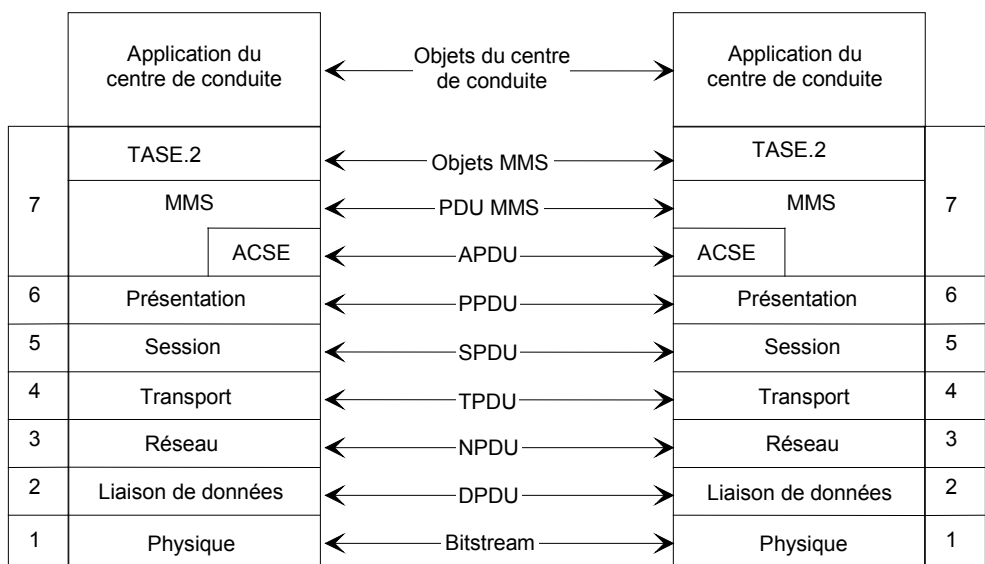 Application du
centre de conduite
Objets du centre
de conduite
Application du
centre de conduite
TASE.2
Objets MMS
TASE.2
7
MMS
PDU MMS
MMS
7
ACSE
APDU
ACSE
6
Présentation
PPDU
Présentation
6
5
Session
SPDU
Session
5
4
Transport
TPDU
Transport
4
3
Réseau
NPDU
Réseau
3
2
Liaison de données
DPDU
Liaison de données
2
1
Physique
Bitstream
Physique
1